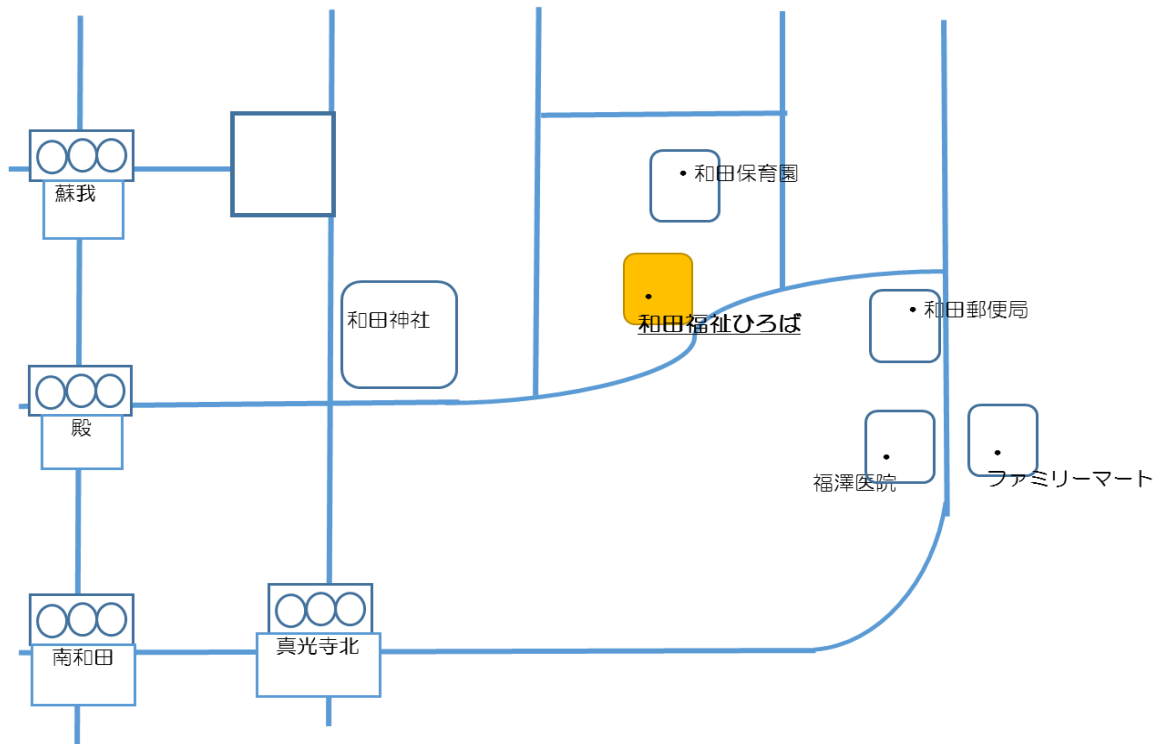 和田保育園
蘇我
和田神社
和田福祉ひろば
和田郵便局
殿
福澤医院
ファミリーマート
南和田
真光寺北